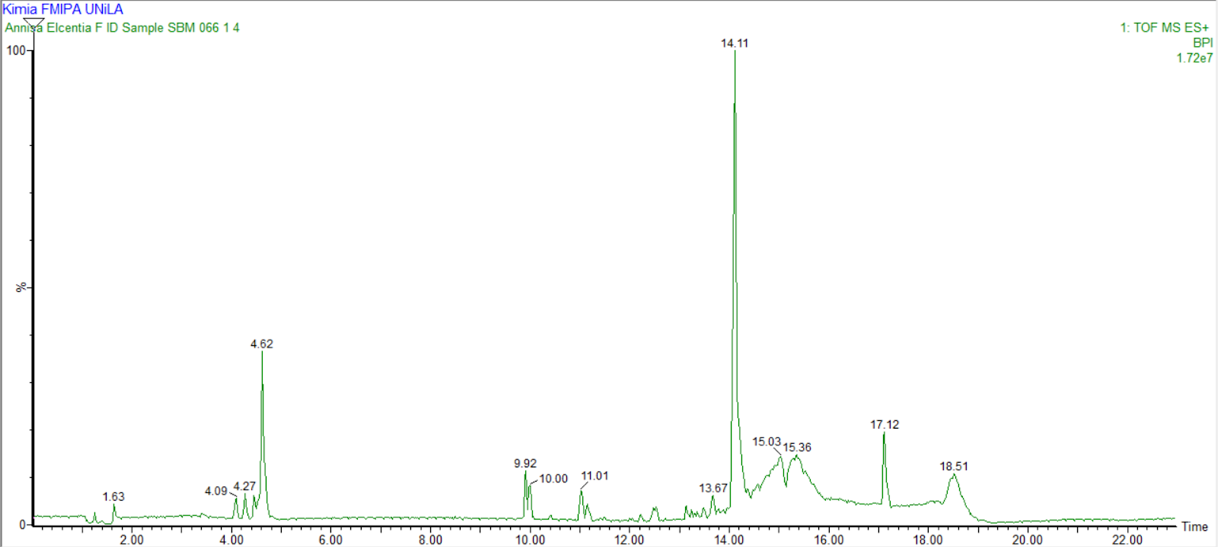 Kimia FMIPA UNiLA
Annisa Elcentia F ID Sample SBM 066 1 4
1: TOF MS ES+
BPI
1.72e7
100
%
0
1.63
4.09
4.27
4.62
9.92
10.00
11.01
13.67
14.11
15.03
15.36
17.12
18.51
2.00 4.00 6.00 8.00 10.00 12.00 14.00 16.00 18.00 20.00 22.00
Time